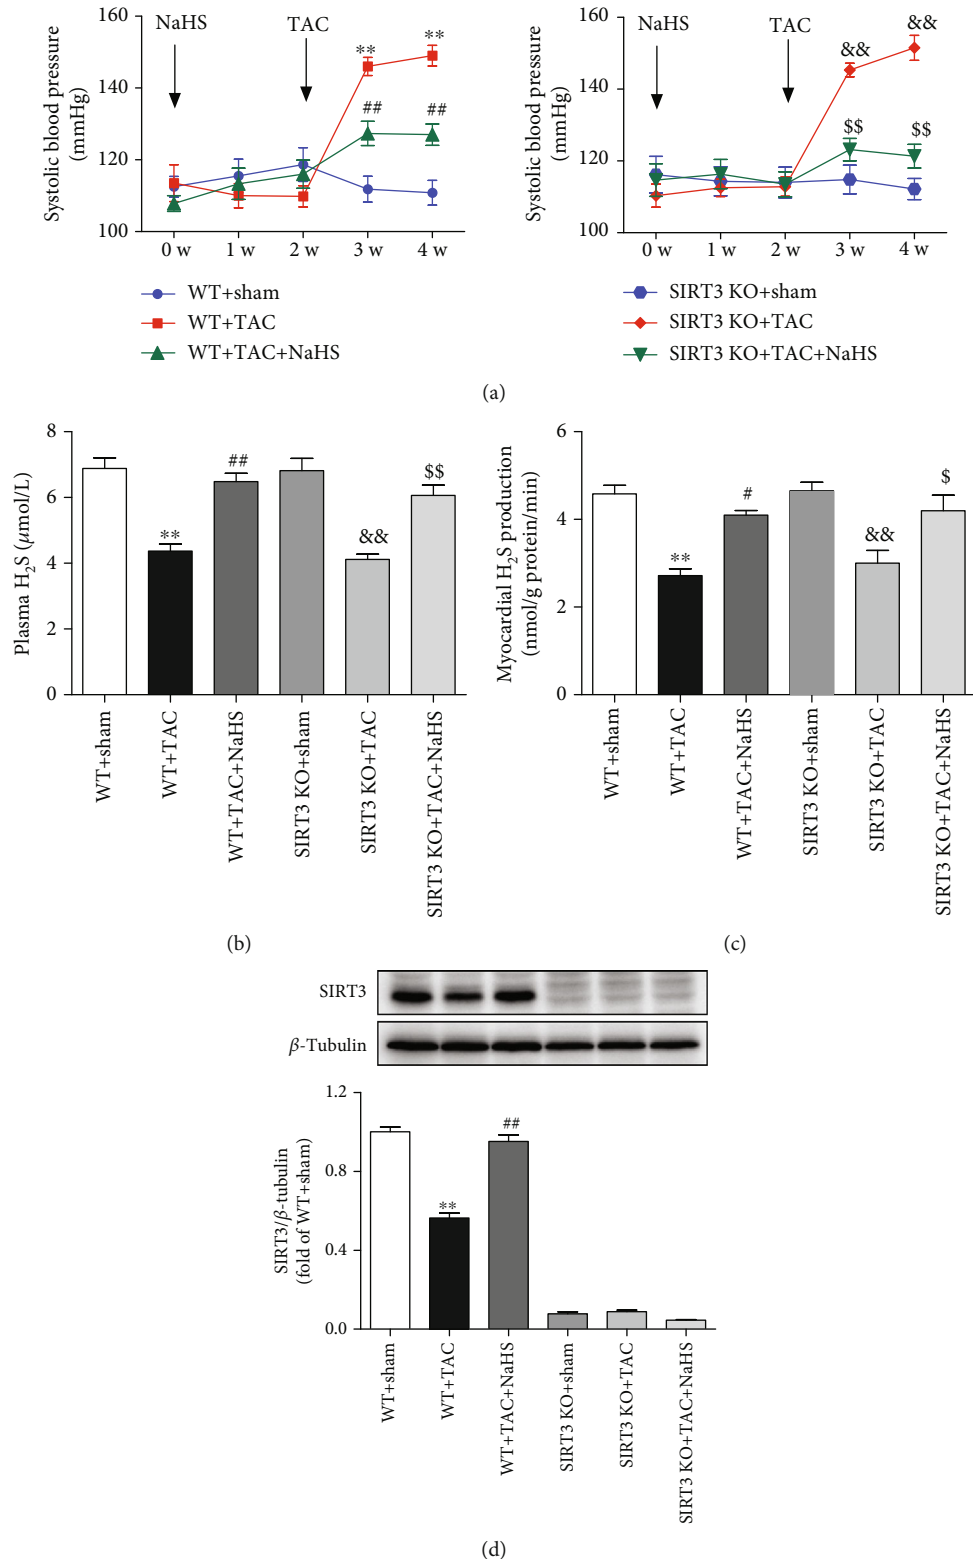 NaHS
TAC
**
**
##
##
160
140
120
100
Systolic blood pressure
(mmHg)
0 w
1 w
2 w
3 w
4 w
WT+sham
WT+TAC
WT+TAC+NaHS
NaHS
TAC
&&
&&
$$
$$
160
140
120
100
Systolic blood pressure
(mmHg)
0 w
1 w
2 w
3 w
4 w
SIRT3 KO+sham
SIRT3 KO+TAC
SIRT3 KO+TAC+NaHS
(a)
8
6
4
2
0
Plasma H₂S (μmol/L)
**
##
&&
$$
WT+sham
WT+TAC
WT+TAC+NaHS
SIRT3 KO+sham
SIRT3 KO+TAC
SIRT3 KO+TAC+NaHS
(b)
6
4
2
0
Myocardial H₂S production
(nmol/g protein/min)
**
#
&&
$
WT+sham
WT+TAC
WT+TAC+NaHS
SIRT3 KO+sham
SIRT3 KO+TAC
SIRT3 KO+TAC+NaHS
(c)
SIRT3
β-Tubulin
1.2
0.8
0.4
0.0
SIRT3/β-tubulin
(fold of WT+sham)
**
##
WT+sham
WT+TAC
WT+TAC+NaHS
SIRT3 KO+sham
SIRT3 KO+TAC
SIRT3 KO+TAC+NaHS
(d)